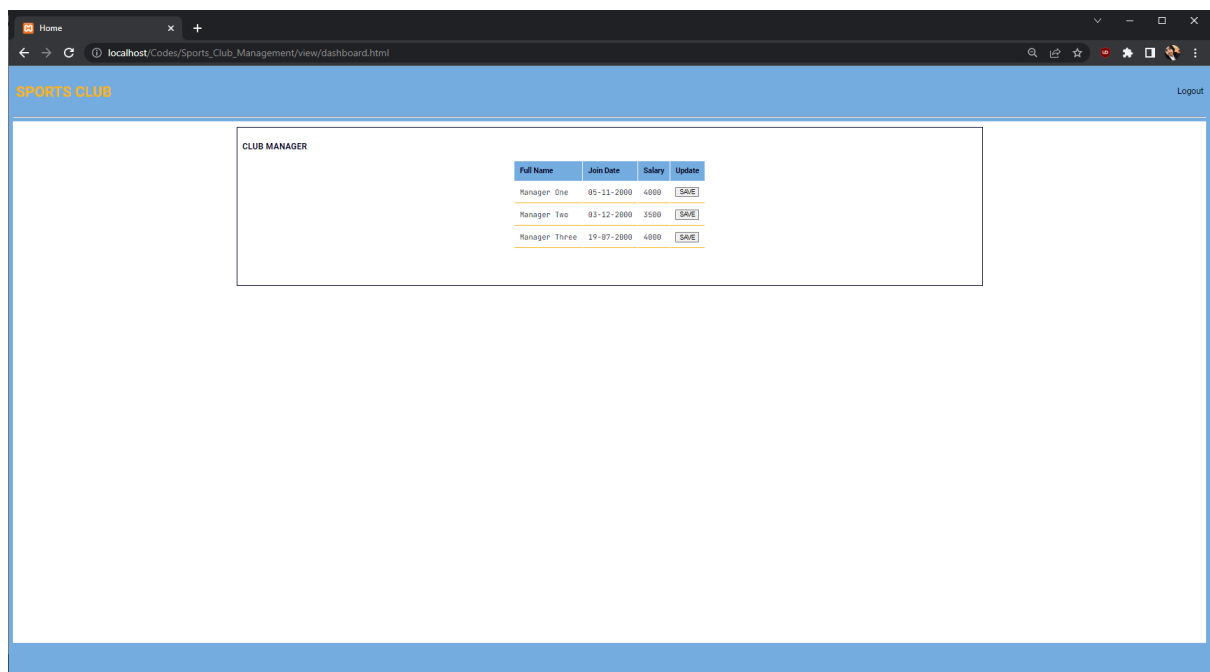 Home
localhost/Codes/Sports_Club_Management/view/dashboard.html
SPORTS CLUB
Logout
CLUB MANAGER
Full Name Join Date Salary Update
Manager One 05-11-2000 4000 SAVE
Manager Two 03-12-2000 3500 SAVE
Manager Three 19-07-2000 4000 SAVE